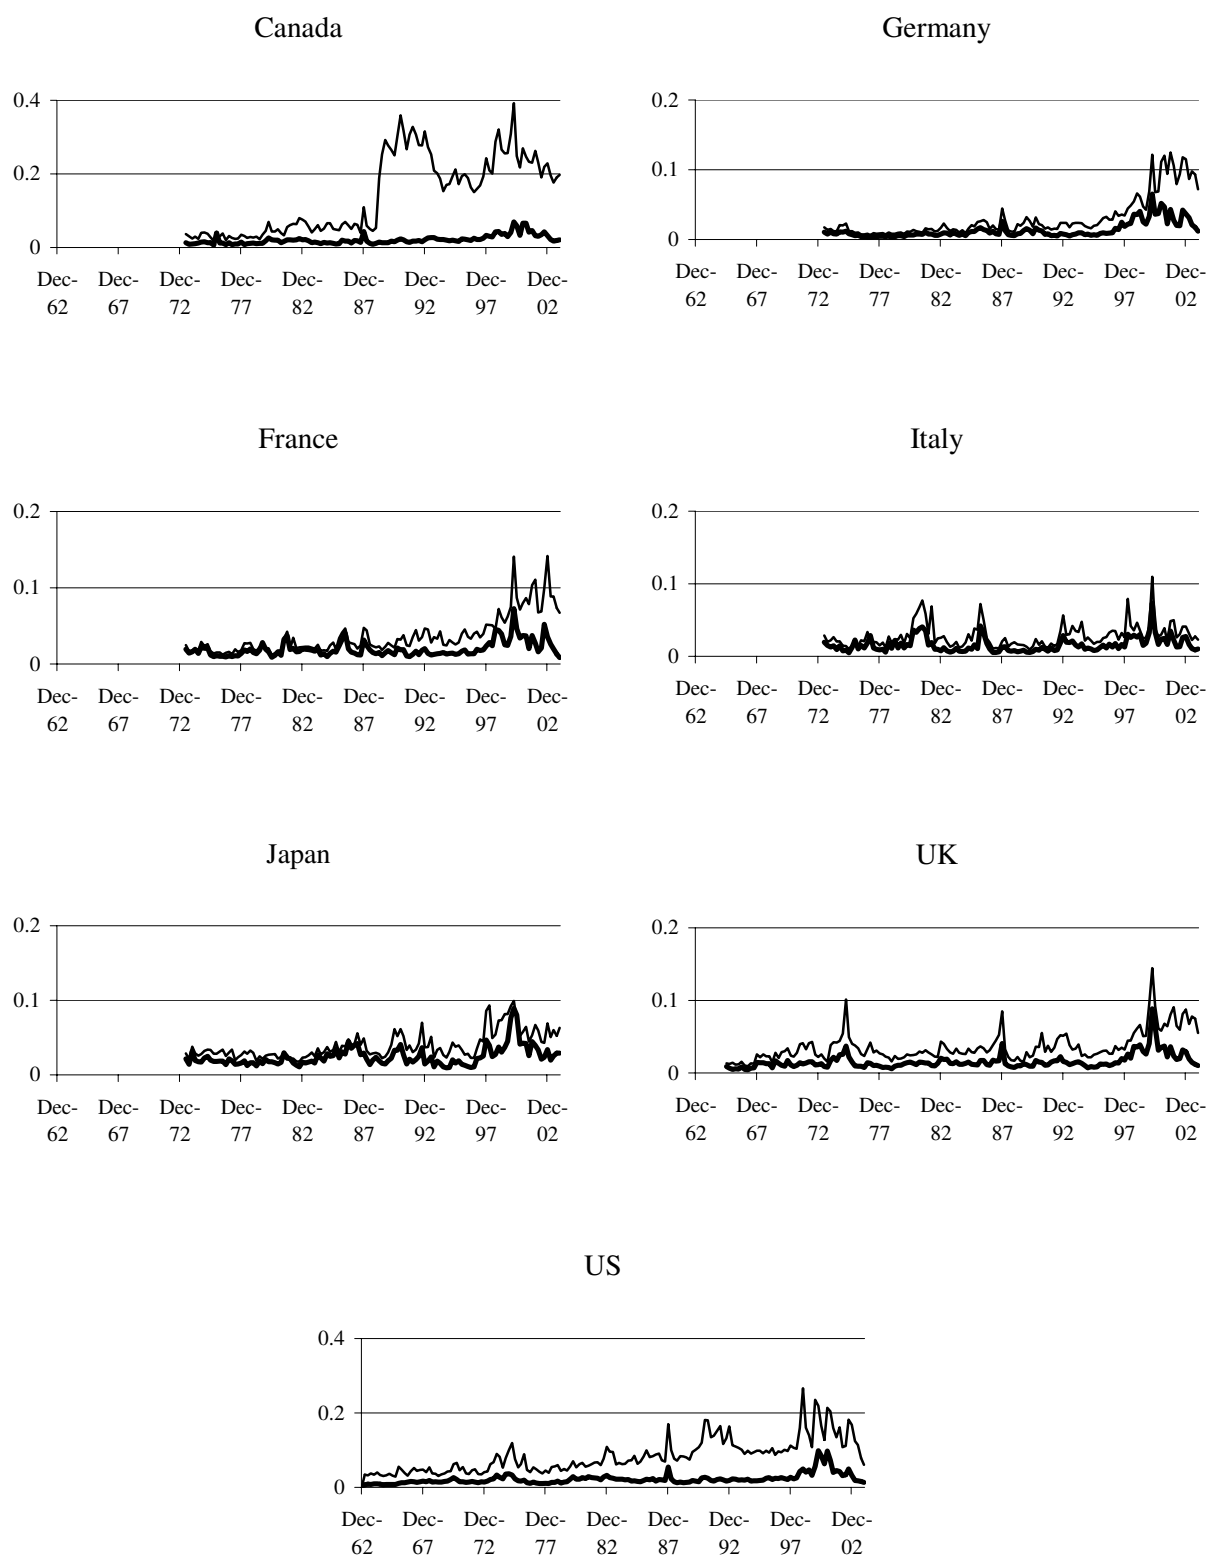 Canada
0.4
0.2
0
Dec- Dec- Dec- Dec- Dec- Dec- Dec- Dec- Dec-
62 67 72 77 82 87 92 97 02
Germany
0.2
0.1
0
Dec- Dec- Dec- Dec- Dec- Dec- Dec- Dec- Dec-
62 67 72 77 82 87 92 97 02
France
0.2
0.1
0
Dec- Dec- Dec- Dec- Dec- Dec- Dec- Dec- Dec-
62 67 72 77 82 87 92 97 02
Italy
0.2
0.1
0
Dec- Dec- Dec- Dec- Dec- Dec- Dec- Dec- Dec-
62 67 72 77 82 87 92 97 02
Japan
0.2
0.1
0
Dec- Dec- Dec- Dec- Dec- Dec- Dec- Dec- Dec-
62 67 72 77 82 87 92 97 02
UK
0.2
0.1
0
Dec- Dec- Dec- Dec- Dec- Dec- Dec- Dec- Dec-
62 67 72 77 82 87 92 97 02
US
0.4
0.2
0
Dec- Dec- Dec- Dec- Dec- Dec- Dec- Dec- Dec-
62 67 72 77 82 87 92 97 02